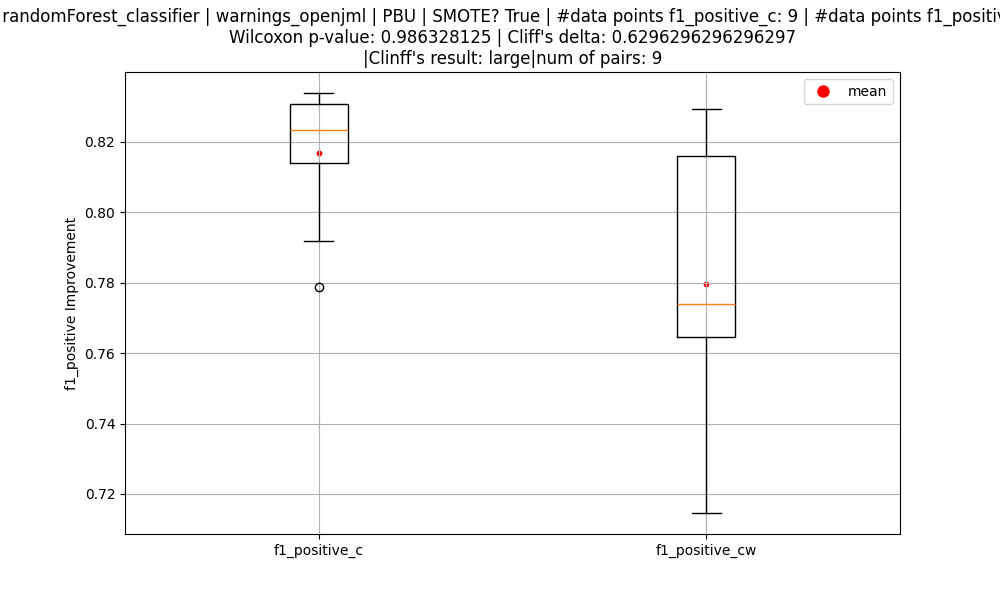 randomForest_classifier | warnings_openjml | PBU | SMOTE? True | #data points f1_positive_c: 9 | #data points
Wilcoxon p-value: 0.986328125 | Cliff's delta: 0.6296296296296297
|Clinff's result: large|num of pairs: 9
mean
0.82
0.80
0.78
0.76
0.74
0.72
f1_positive Improvement
f1_positive_c
f1_positive_cw